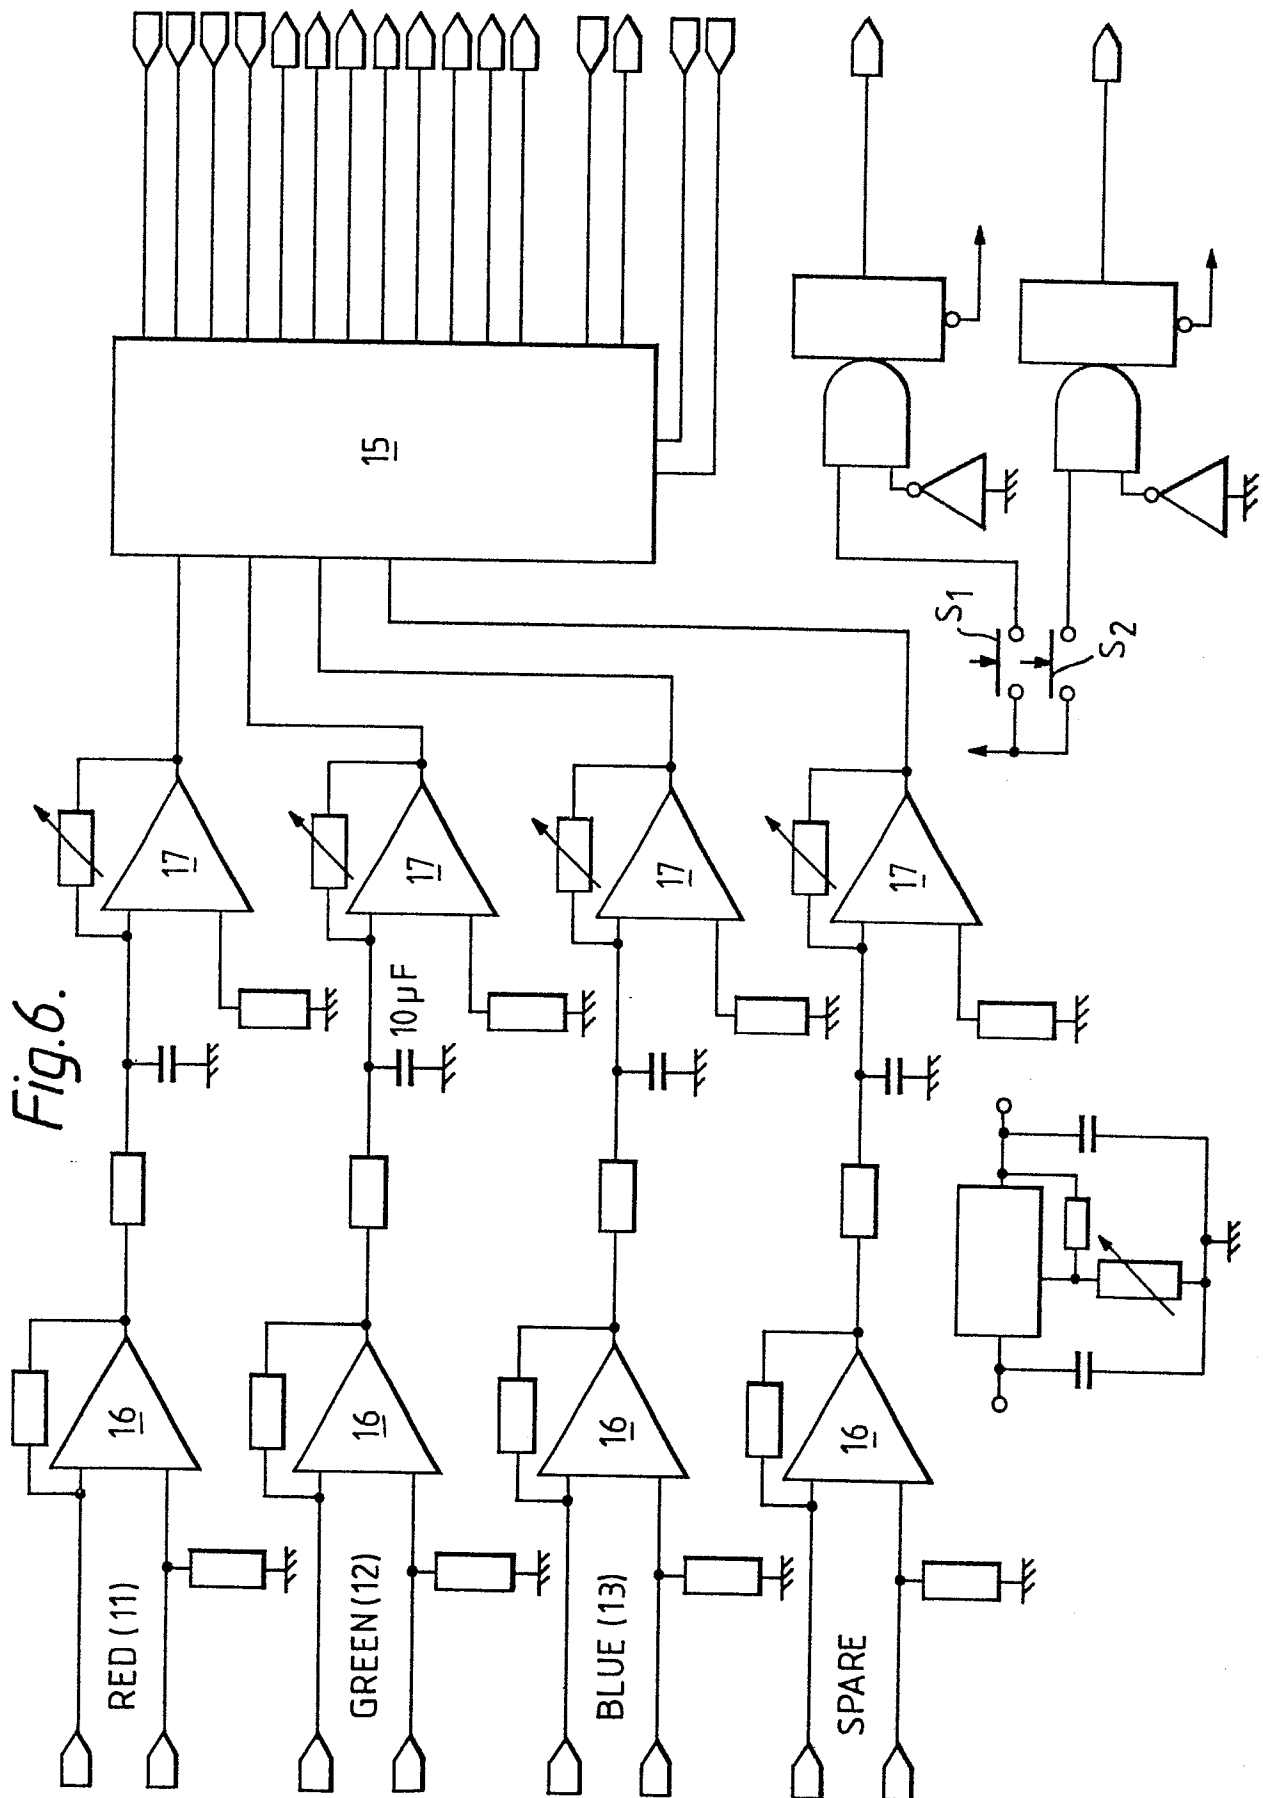 Fig.6.
RED (11)
16
17
GREEN (12)
16
10µF
17
BLUE (13)
16
17
SPARE
16
17
15
S1
S2